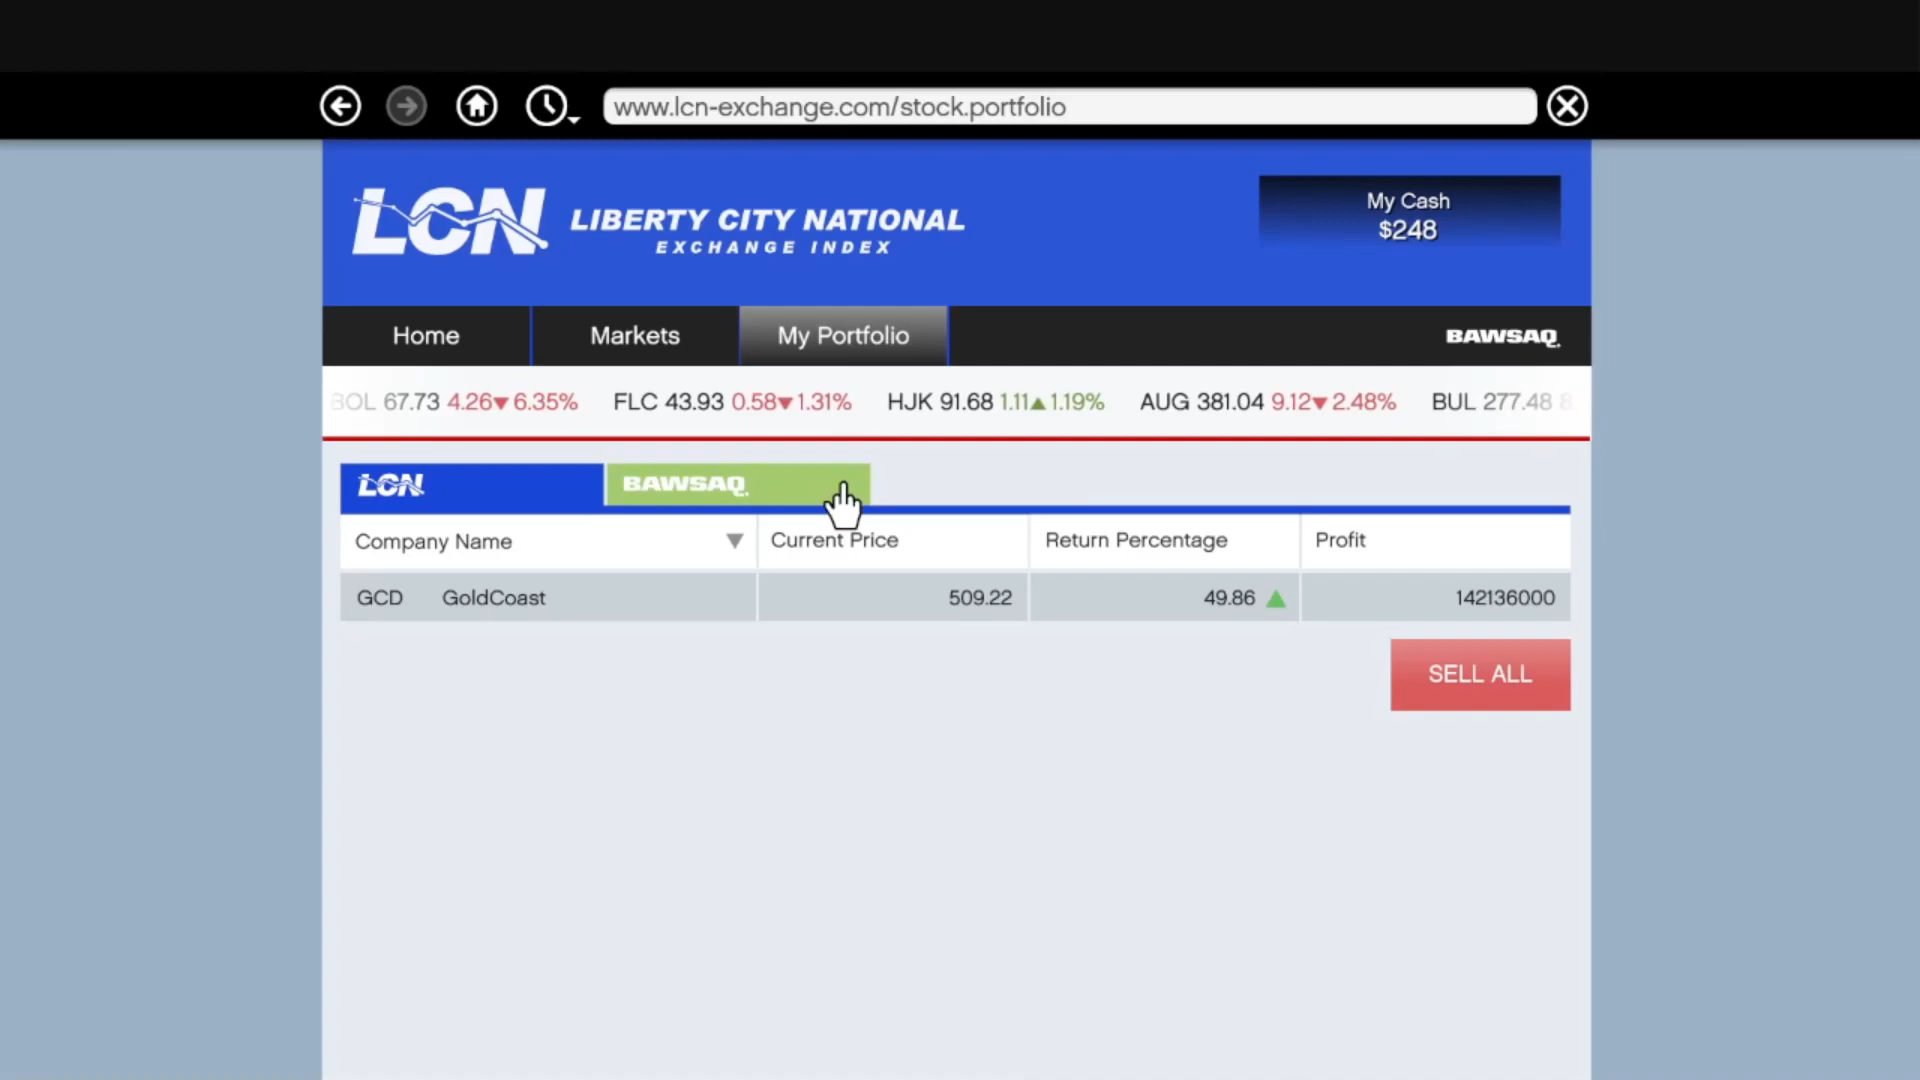 www.lcn-exchange.com/stock.portfolio
LCN LIBERTY CITY NATIONAL
EXCHANGE INDEX
My Cash
$248
Home Markets My Portfolio BAWSAQ.
BOL 67.73 4.26▼6.35% FLC 43.93 0.58▼1.31% HJK 91.68 1.11▲1.19% AUG 381.04 9.12▼2.48% BUL 277.48 8
LCN BAWSAQ.
Company Name ▼ Current Price Return Percentage Profit
GCD GoldCoast 509.22 49.86 ▲ 142136000
SELL ALL